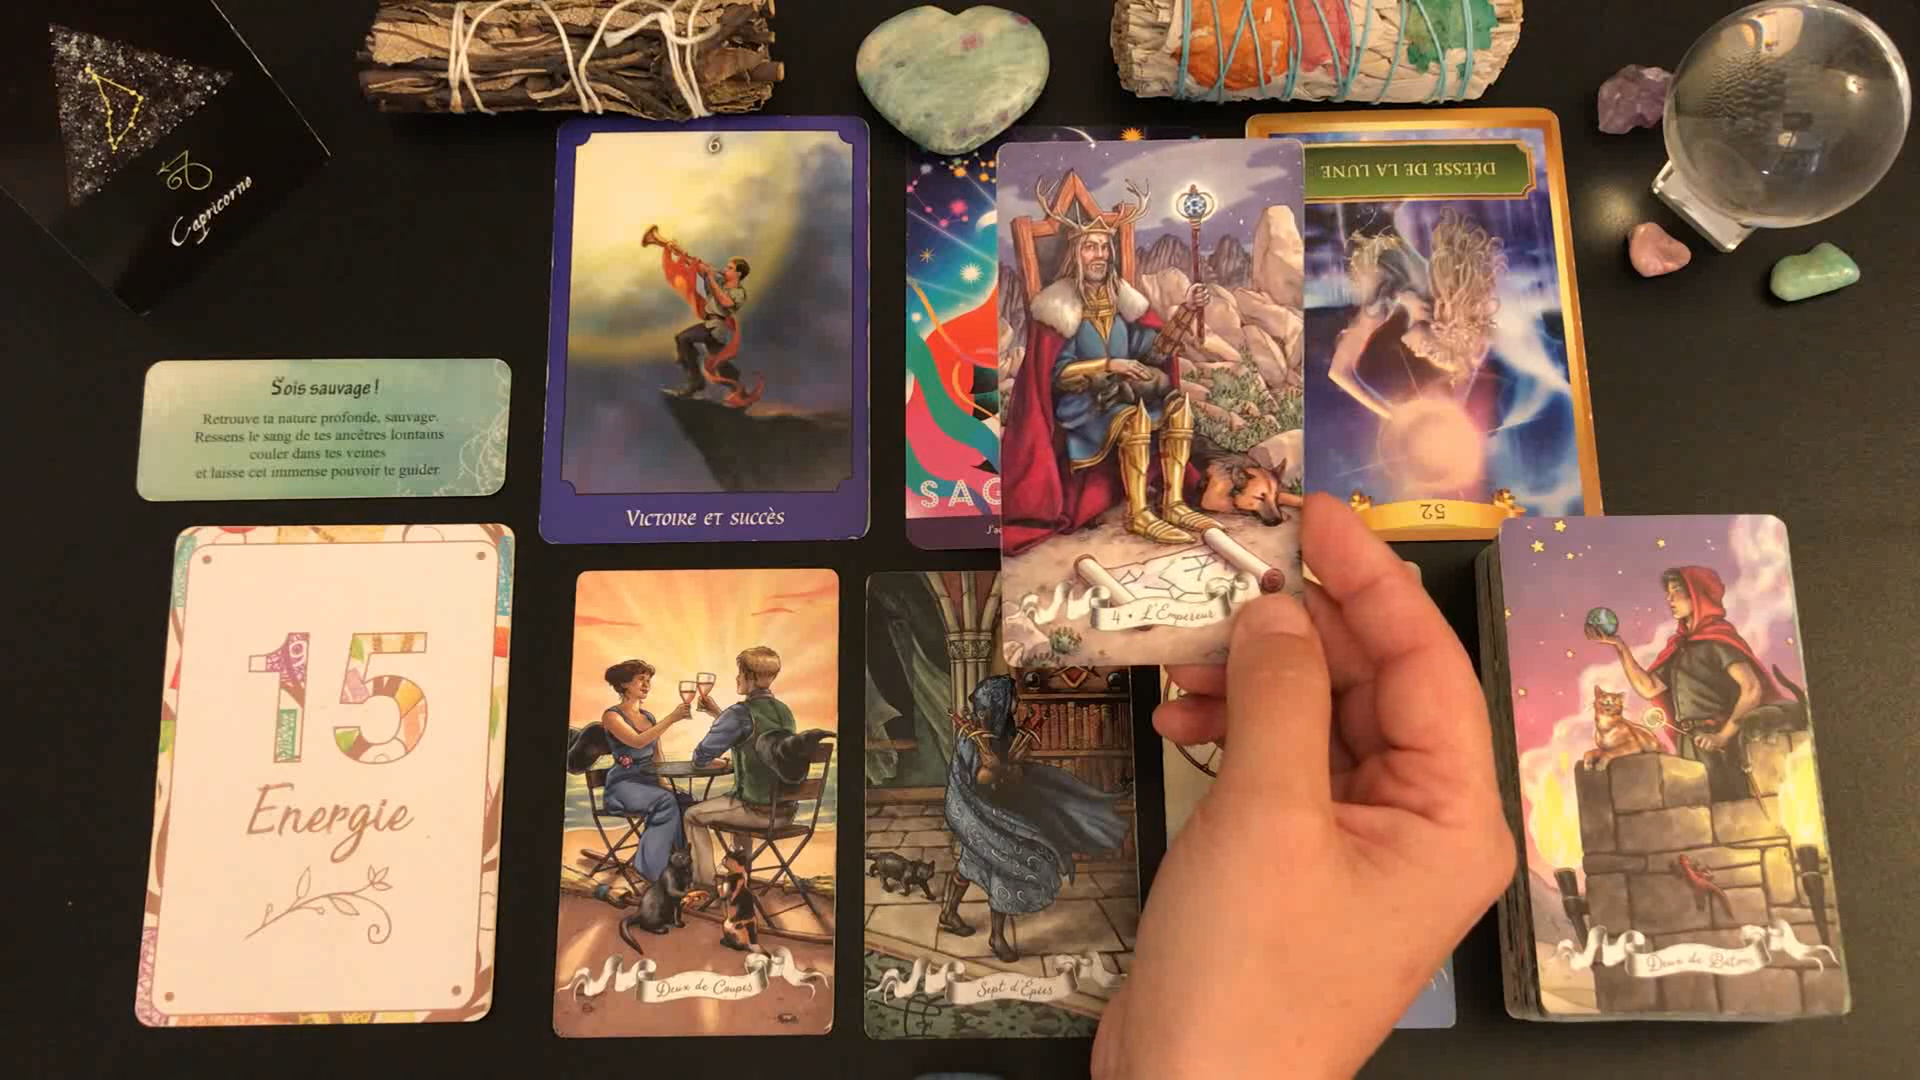 Capricorne
6
VICTOIRE ET SUCCÈS
DÉESSE DE LA LUNE
52
SAG
J'a
4 • L'Empereur
Sois sauvage !
Retrouve ta nature profonde, sauvage.
Ressens le sang de tes ancêtres lointains
couler dans tes veines
et laisse cet immense pouvoir te guider
15
Energie
Deux de Coupes
Sept d'Épées
Deux de Bâtons